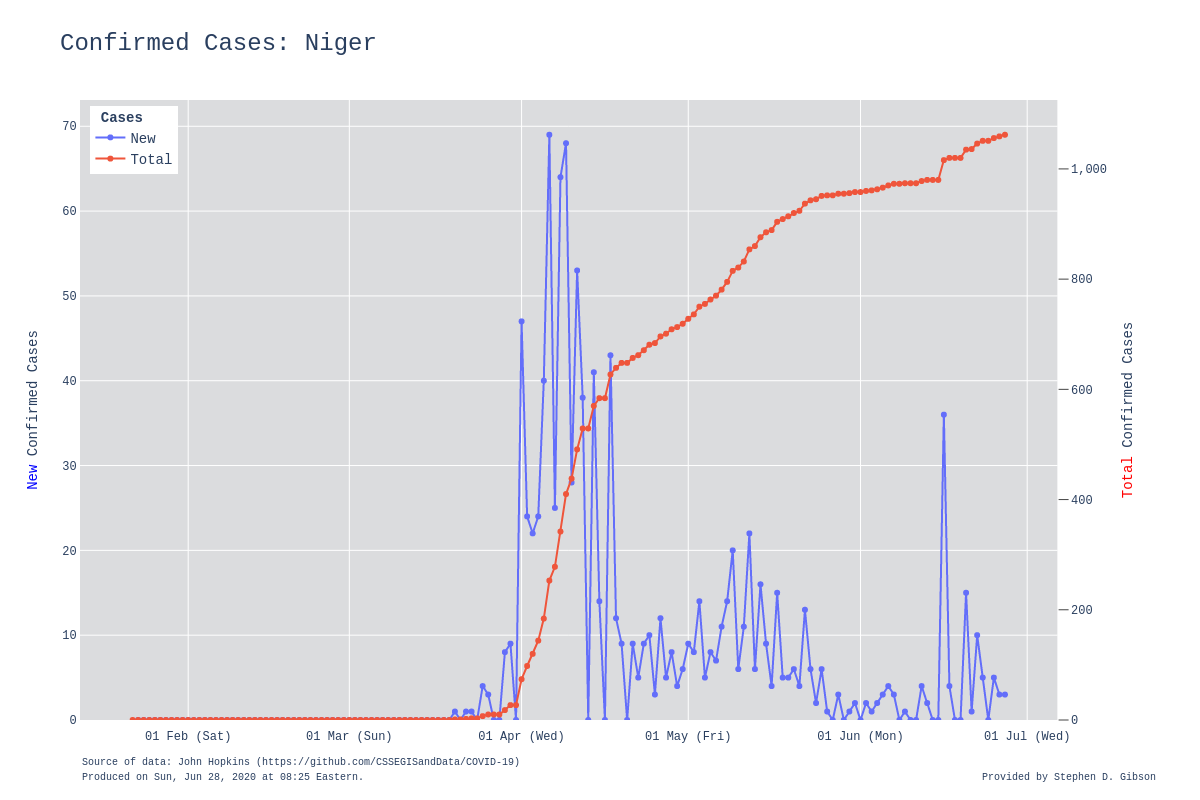 Confirmed Cases: Niger
Cases
New
Total
70
60
50
40
30
20
10
0
1,000
800
600
400
200
0
New Confirmed Cases
Total Confirmed Cases
01 Feb (Sat)
01 Mar (Sun)
01 Apr (Wed)
01 May (Fri)
01 Jun (Mon)
01 Jul (Wed)
Source of data: John Hopkins (https://github.com/CSSEGISandData/COVID-19)
Produced on Sun, Jun 28, 2020 at 08:25 Eastern.
Provided by Stephen D. Gibson